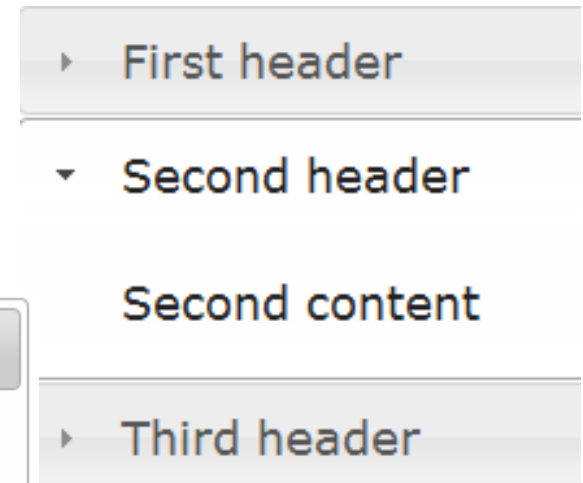 First header
Second header
Second content
Third header